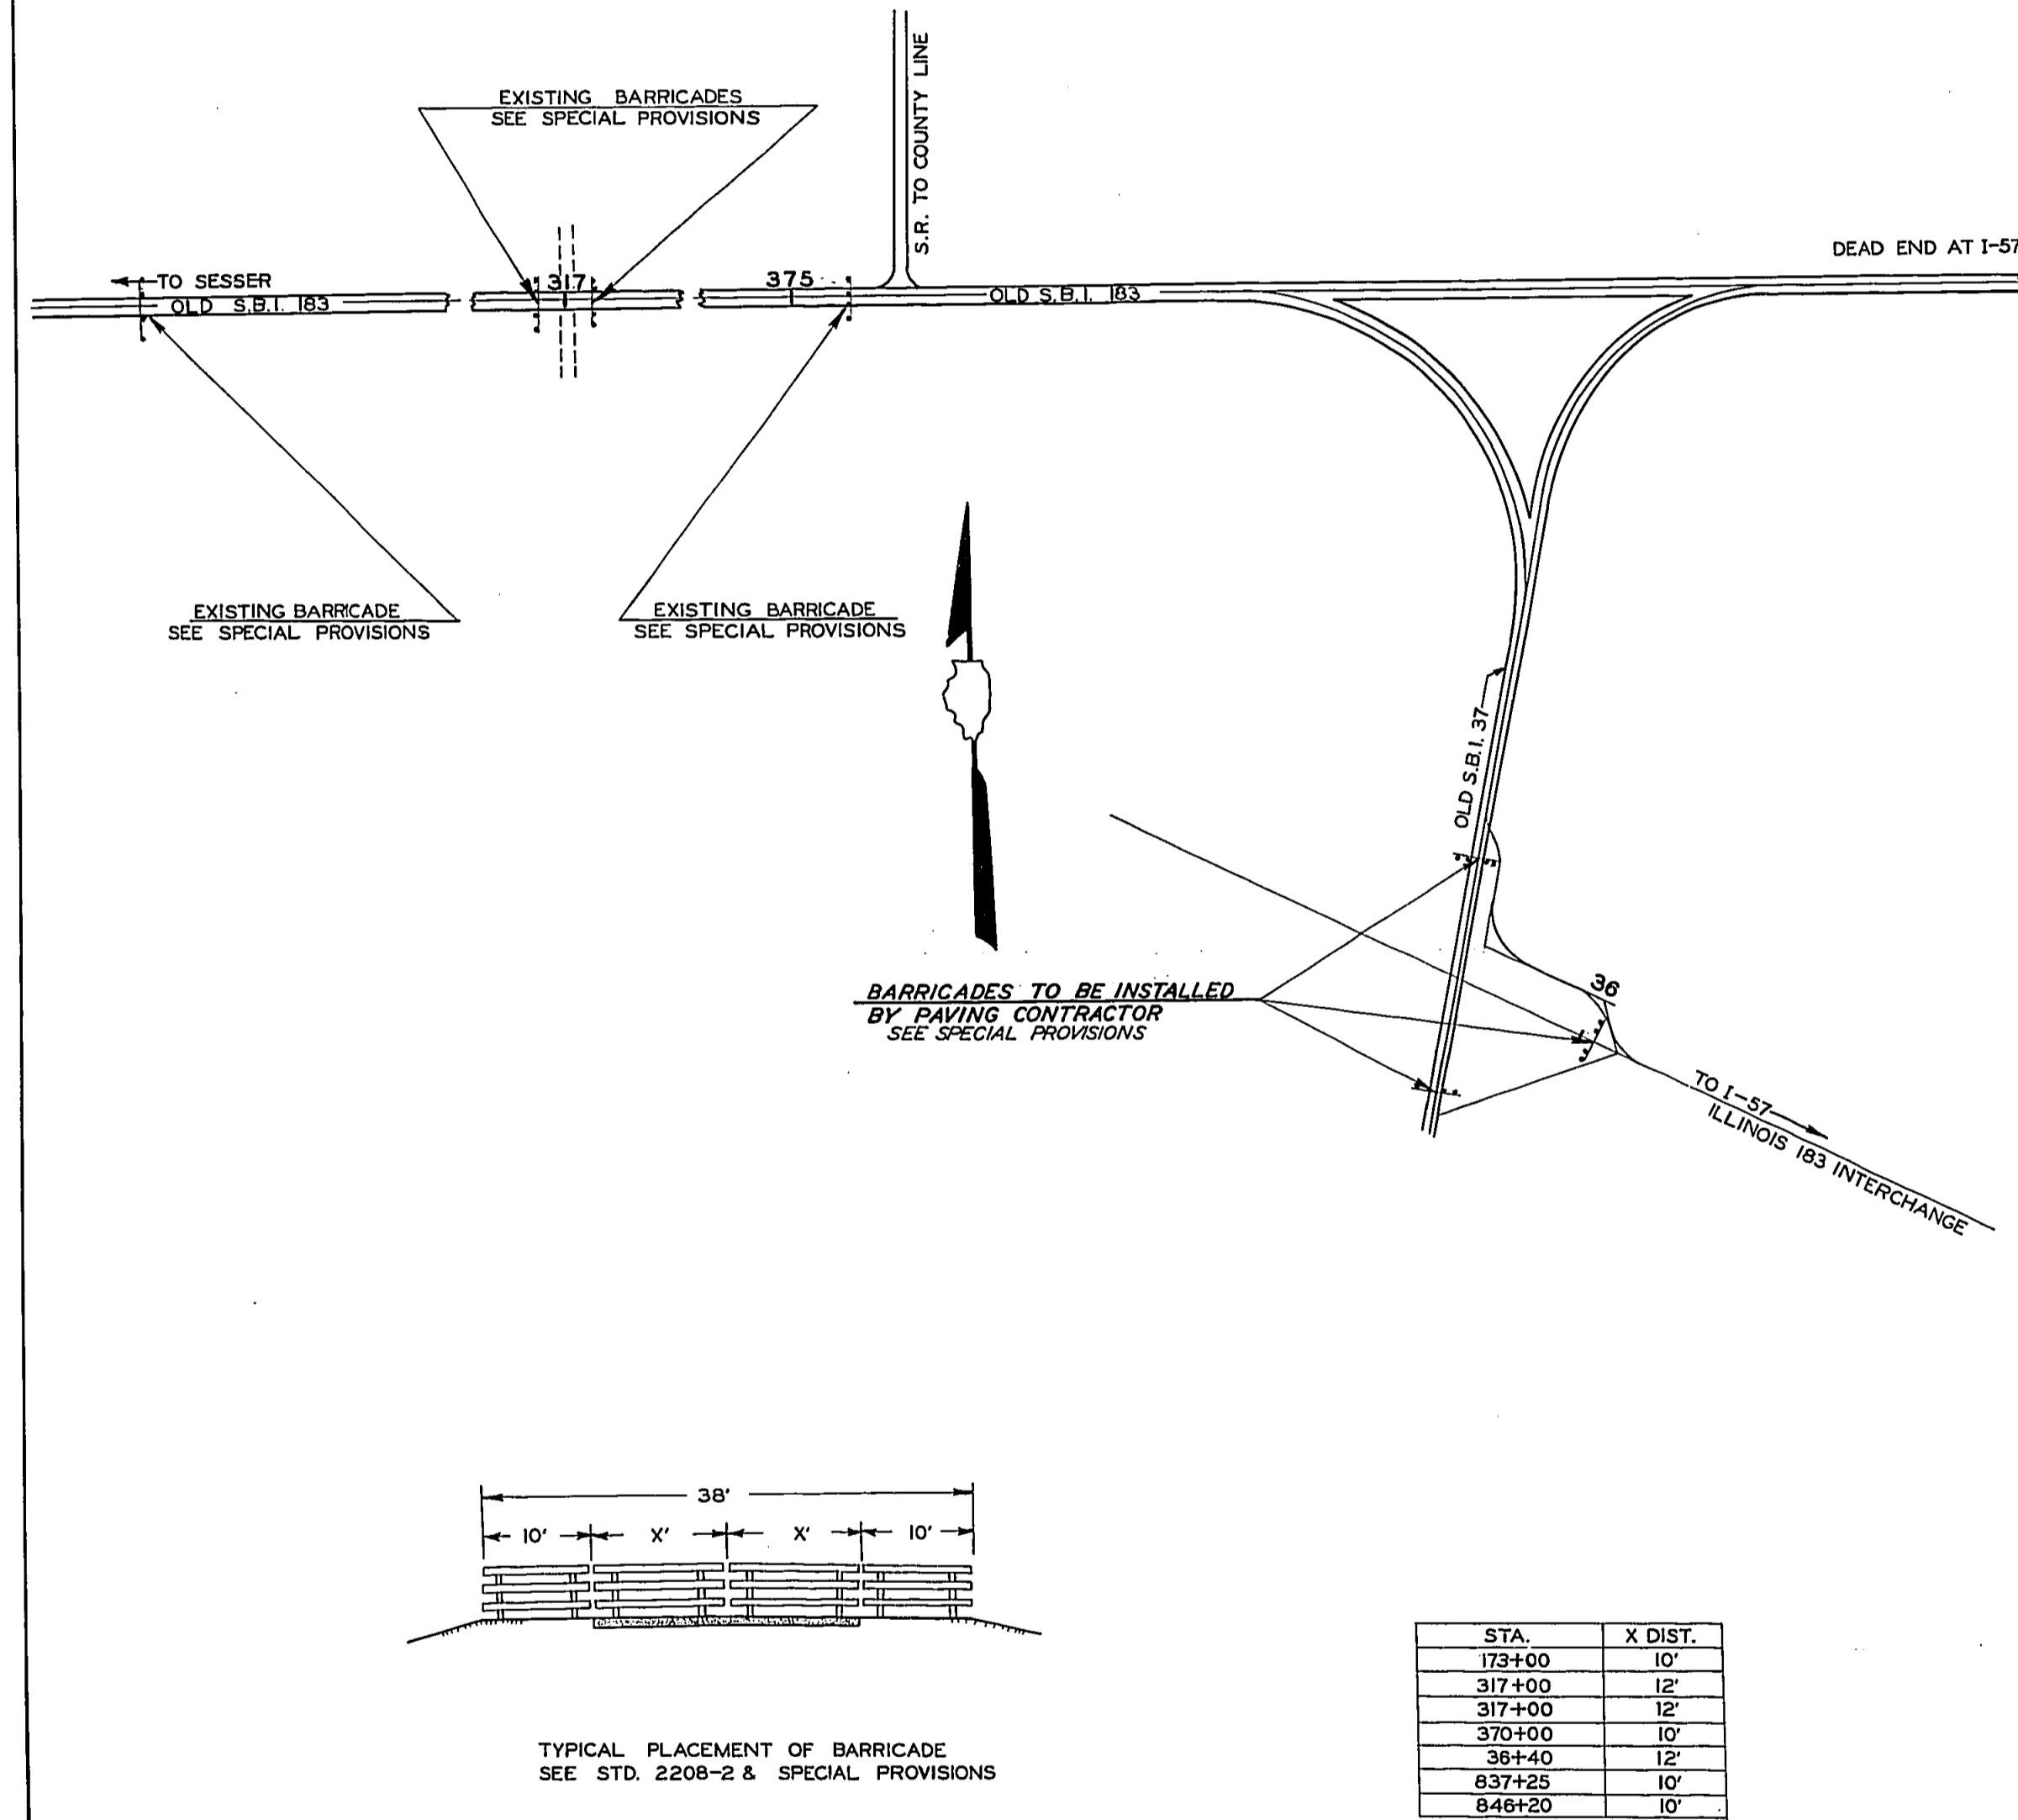 S.R. TO COUNTY LINE
EXISTING BARRICADES
SEE SPECIAL PROVISIONS
DEAD END AT I-57
TO SESSER
317
375
OLD S.B.I. 183
OLD S.B.I. 183
EXISTING BARRICADE
SEE SPECIAL PROVISIONS
EXISTING BARRICADE
SEE SPECIAL PROVISIONS
OLD S.B.I. 37
BARRICADES TO BE INSTALLED
BY PAVING CONTRACTOR
SEE SPECIAL PROVISIONS
36
TO I-57
ILLINOIS 183 INTERCHANGE
38'
10' X' X' 10'
TYPICAL PLACEMENT OF BARRICADE
SEE STD. 2208-2 & SPECIAL PROVISIONS
STA. X DIST.
173+00 10'
317+00 12'
317+00 12'
370+00 10'
36+40 12'
837+25 10'
846+20 10'